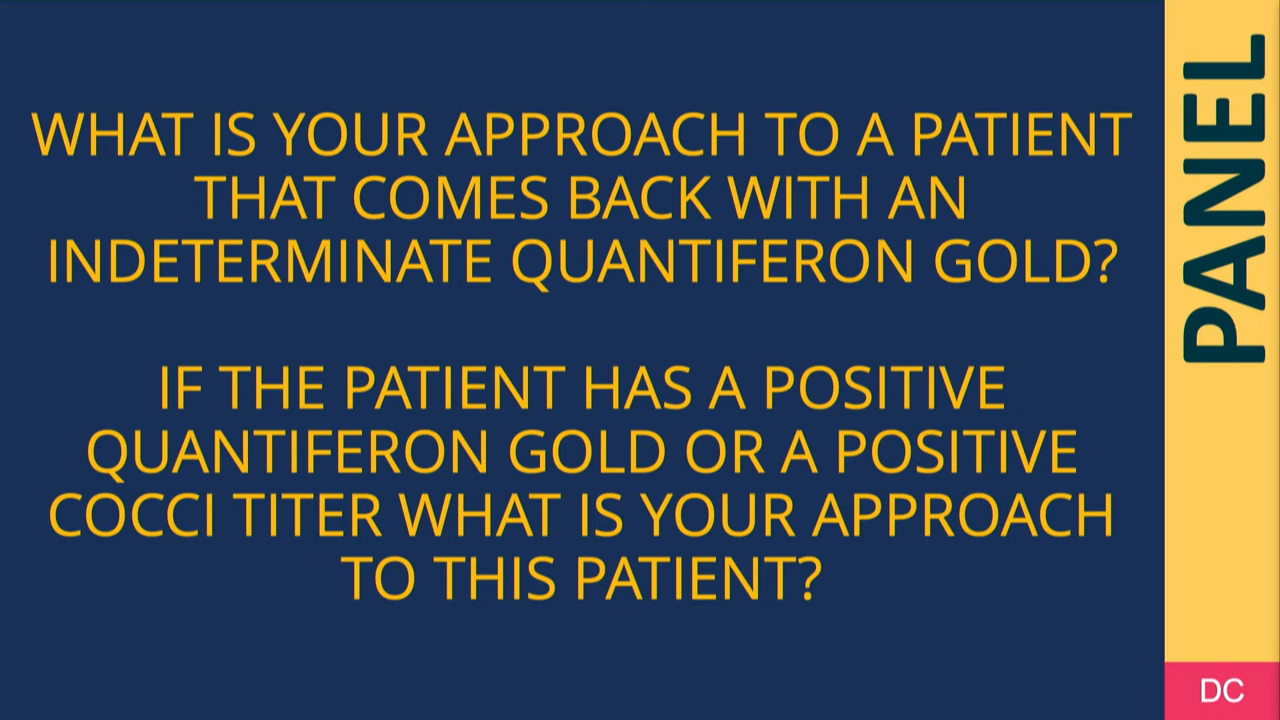 WHAT IS YOUR APPROACH TO A PATIENT
THAT COMES BACK WITH AN
INDETERMINATE QUANTIFERON GOLD?
IF THE PATIENT HAS A POSITIVE
QUANTIFERON GOLD OR A POSITIVE
COCCI TITER WHAT IS YOUR APPROACH
TO THIS PATIENT?
PANEL
DC